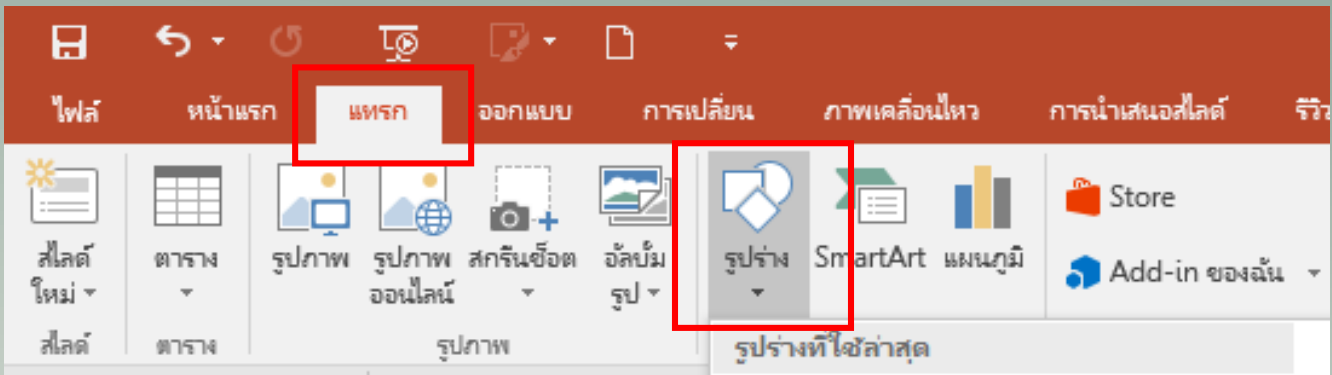 ไฟล์ หน้าแรก แทรก ออกแบบ การเปลี่ยน ภาพเคลื่อนไหว การนำเสนอสไลด์
สไลด์
ใหม่
ตาราง
รูปภาพ
รูปภาพ
ออนไลน์
สกรีนช็อต
อัลบั้ม
รูป
รูปร่าง
SmartArt
แผนภูมิ
Store
Add-in ของฉัน
สไลด์ ตาราง รูปภาพ
รูปร่างที่ใช้ล่าสุด